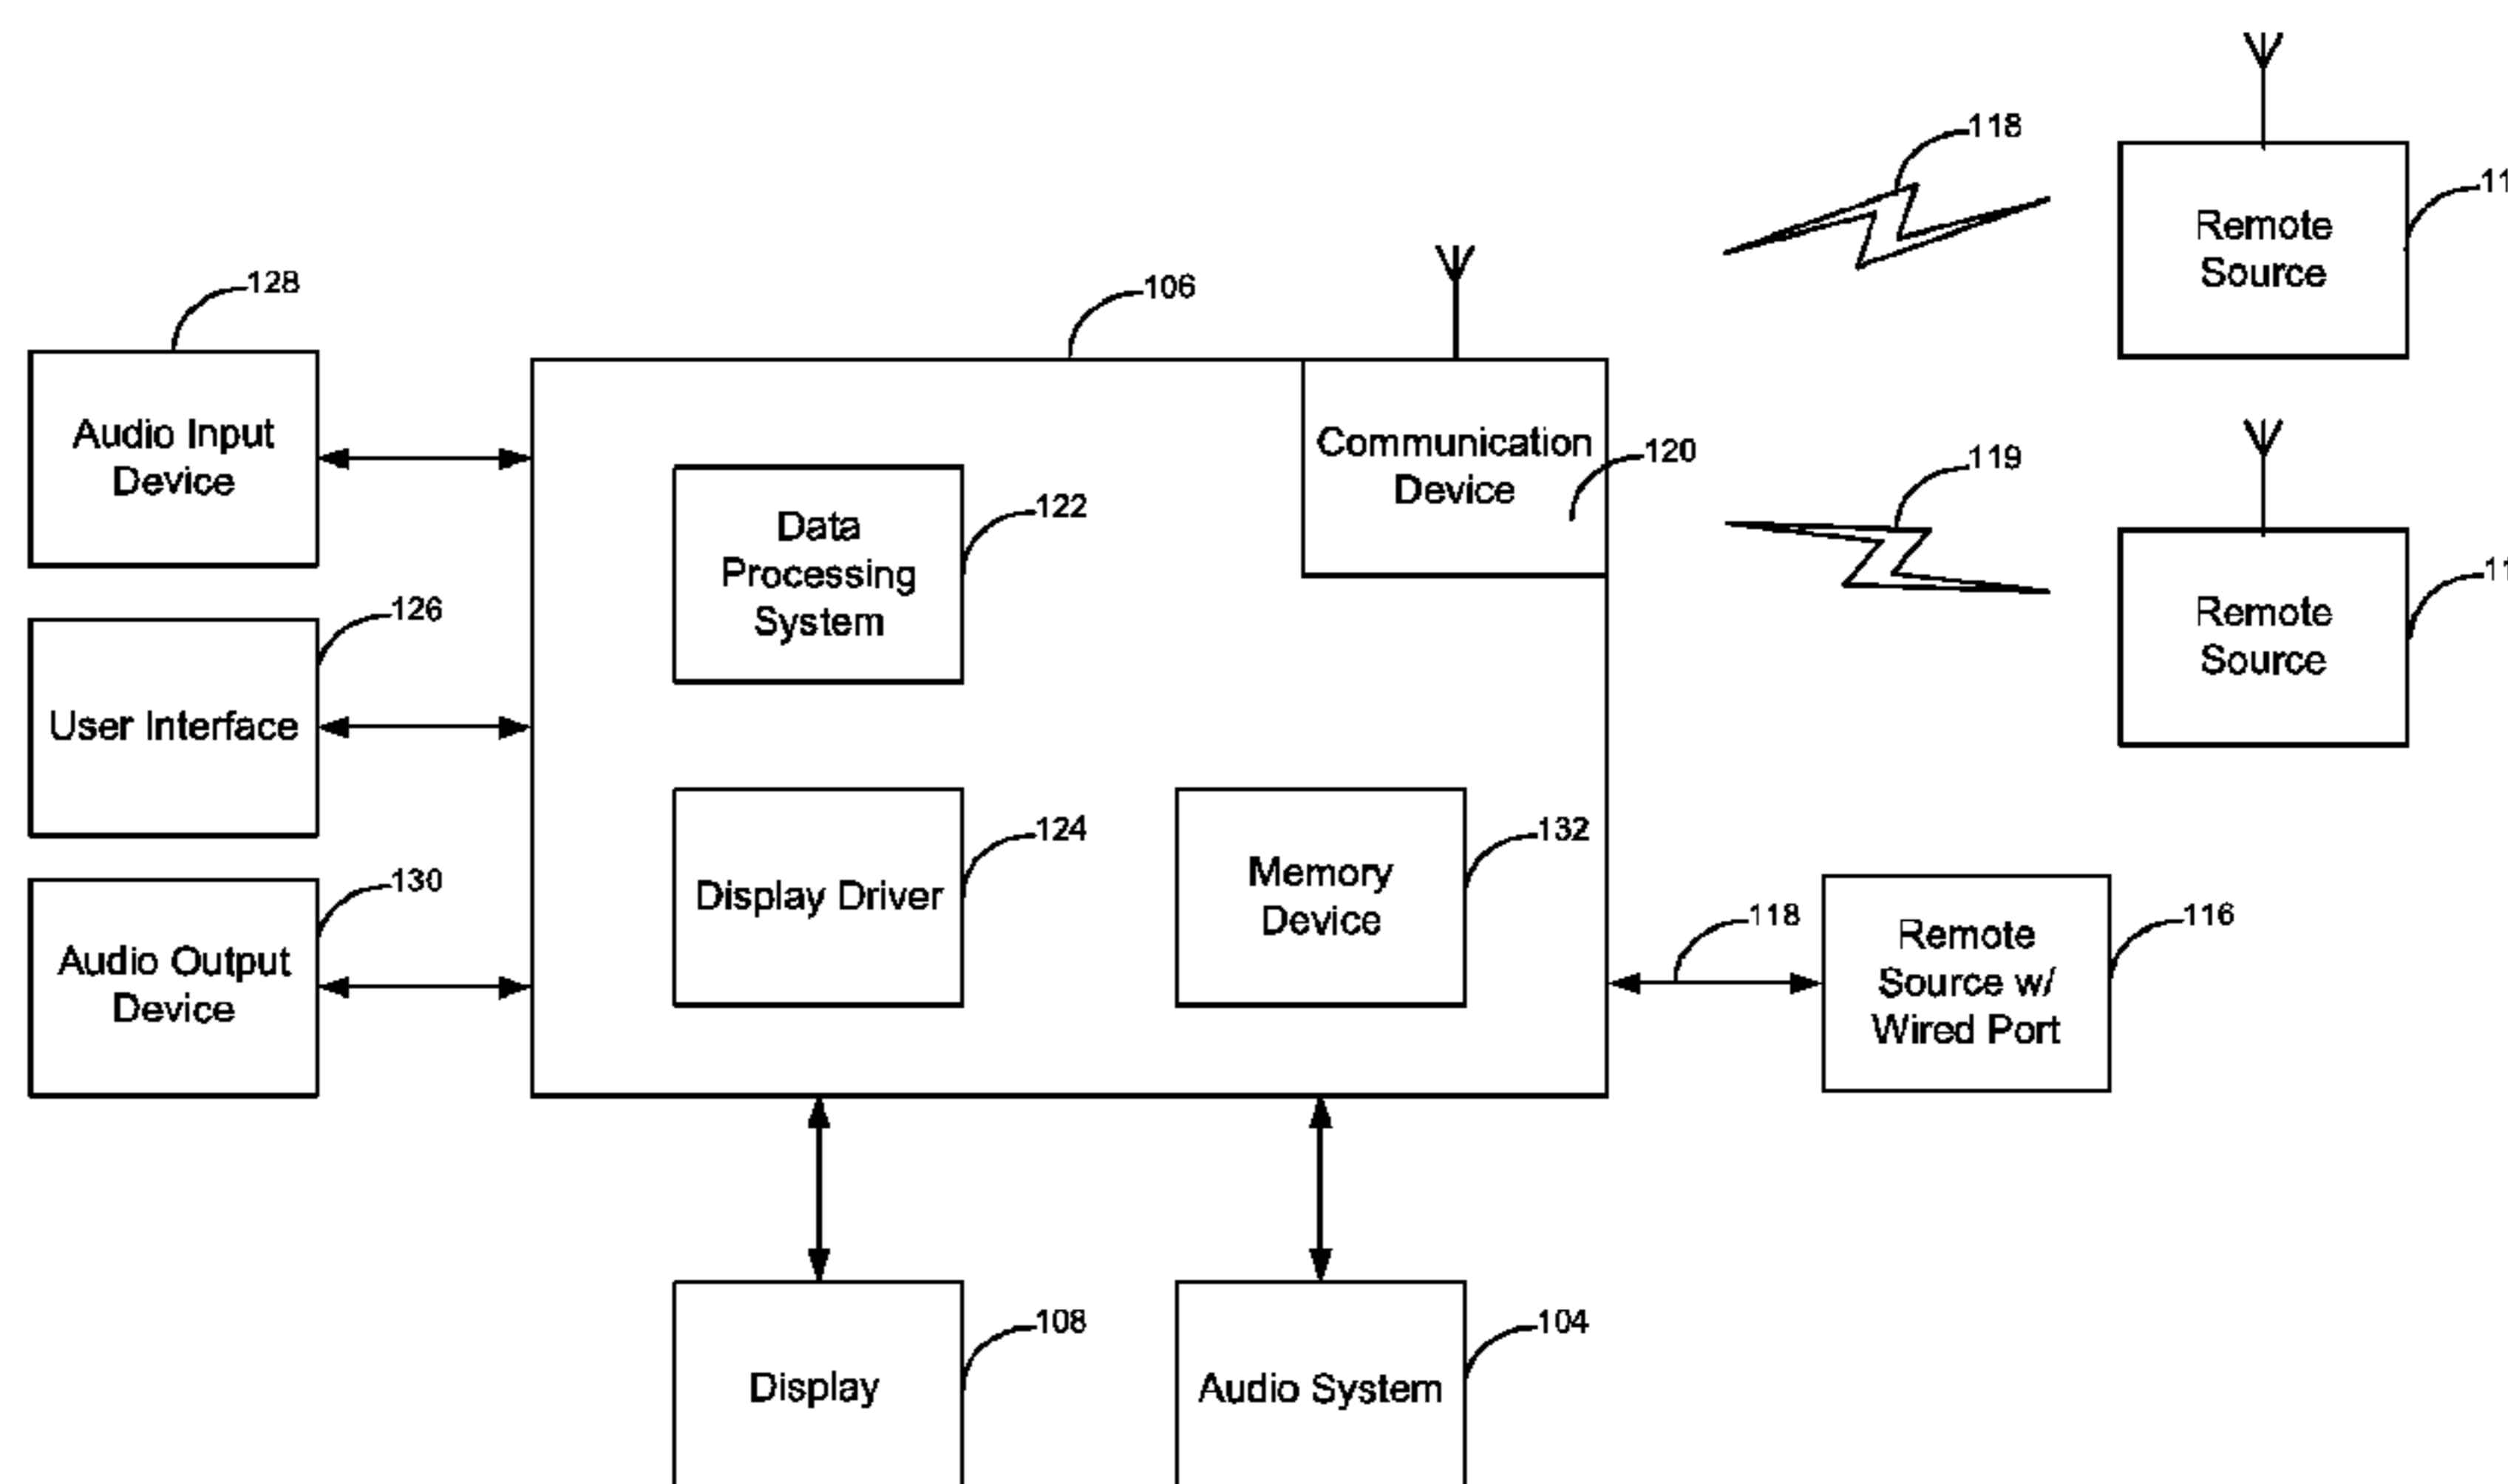 118
Remote
Source
128
106
Audio Input
Device
Communication
Device
120
119
122
Data
Processing
System
Remote
Source
126
User Interface
124
Display Driver
132
Memory
Device
130
Audio Output
Device
118
116
Remote
Source w/
Wired Port
108
Display
104
Audio System